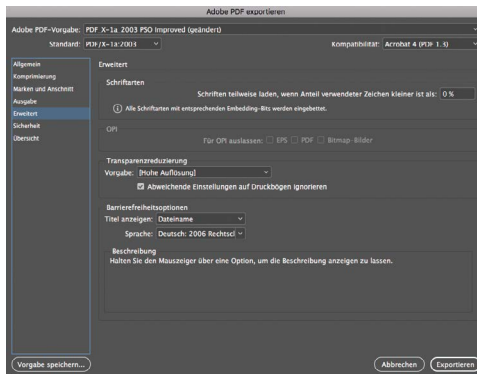 Adobe PDF exportieren
Adobe PDF-Vorgabe: PDF_X-1a_2003 PSO Improved (geändert)
Standard: PDF/X-1a:2003 Kompatibilität: Acrobat 4 (PDF 1.3)
Allgemein
Komprimierung
Marken und Anschnitt
Ausgabe
Erweitert
Sicherheit
Übersicht
Erweitert
Schriftarten
Schriften teilweise laden, wenn Anteil verwendeter Zeichen kleiner ist als: 0 %
Alle Schriftarten mit entsprechenden Embedding-Bits werden eingebettet.
OPI
Für OPI auslassen: EPS PDF Bitmap-Bilder
Transparenzreduzierung
Vorgabe: [Hohe Auflösung]
Abweichende Einstellungen auf Druckbögen ignorieren
Barrierefreiheitsoptionen
Titel anzeigen: Dateiname
Sprache: Deutsch: 2006 Rechtscl
Beschreibung
Halten Sie den Mauszeiger über eine Option, um die Beschreibung anzeigen zu lassen.
Vorgabe speichern... Abbrechen Exportieren